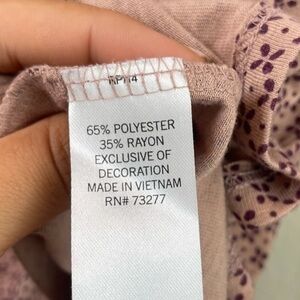 65% POLYESTER
35% RAYON
EXCLUSIVE OF
DECORATION
MADE IN VIETNAM
RN# 73277